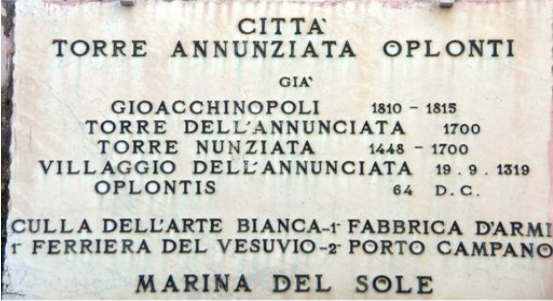 CITTA'
TORRE ANNUNZIATA OPLONTI
GIA'
GIOACCHINOPOLI 1810 - 1815
TORRE DELL'ANNUNCIATA 1700
TORRE NUNZIATA 1448 - 1700
VILLAGGIO DELL'ANNUNCIATA 19.9.1319
OPLONTIS 64 D.C.
CULLA DELL'ARTE BIANCA-1ª FABBRICA D'ARMI
1ª FERRIERA DEL VESUVIO-2º PORTO CAMPANO
MARINA DEL SOLE